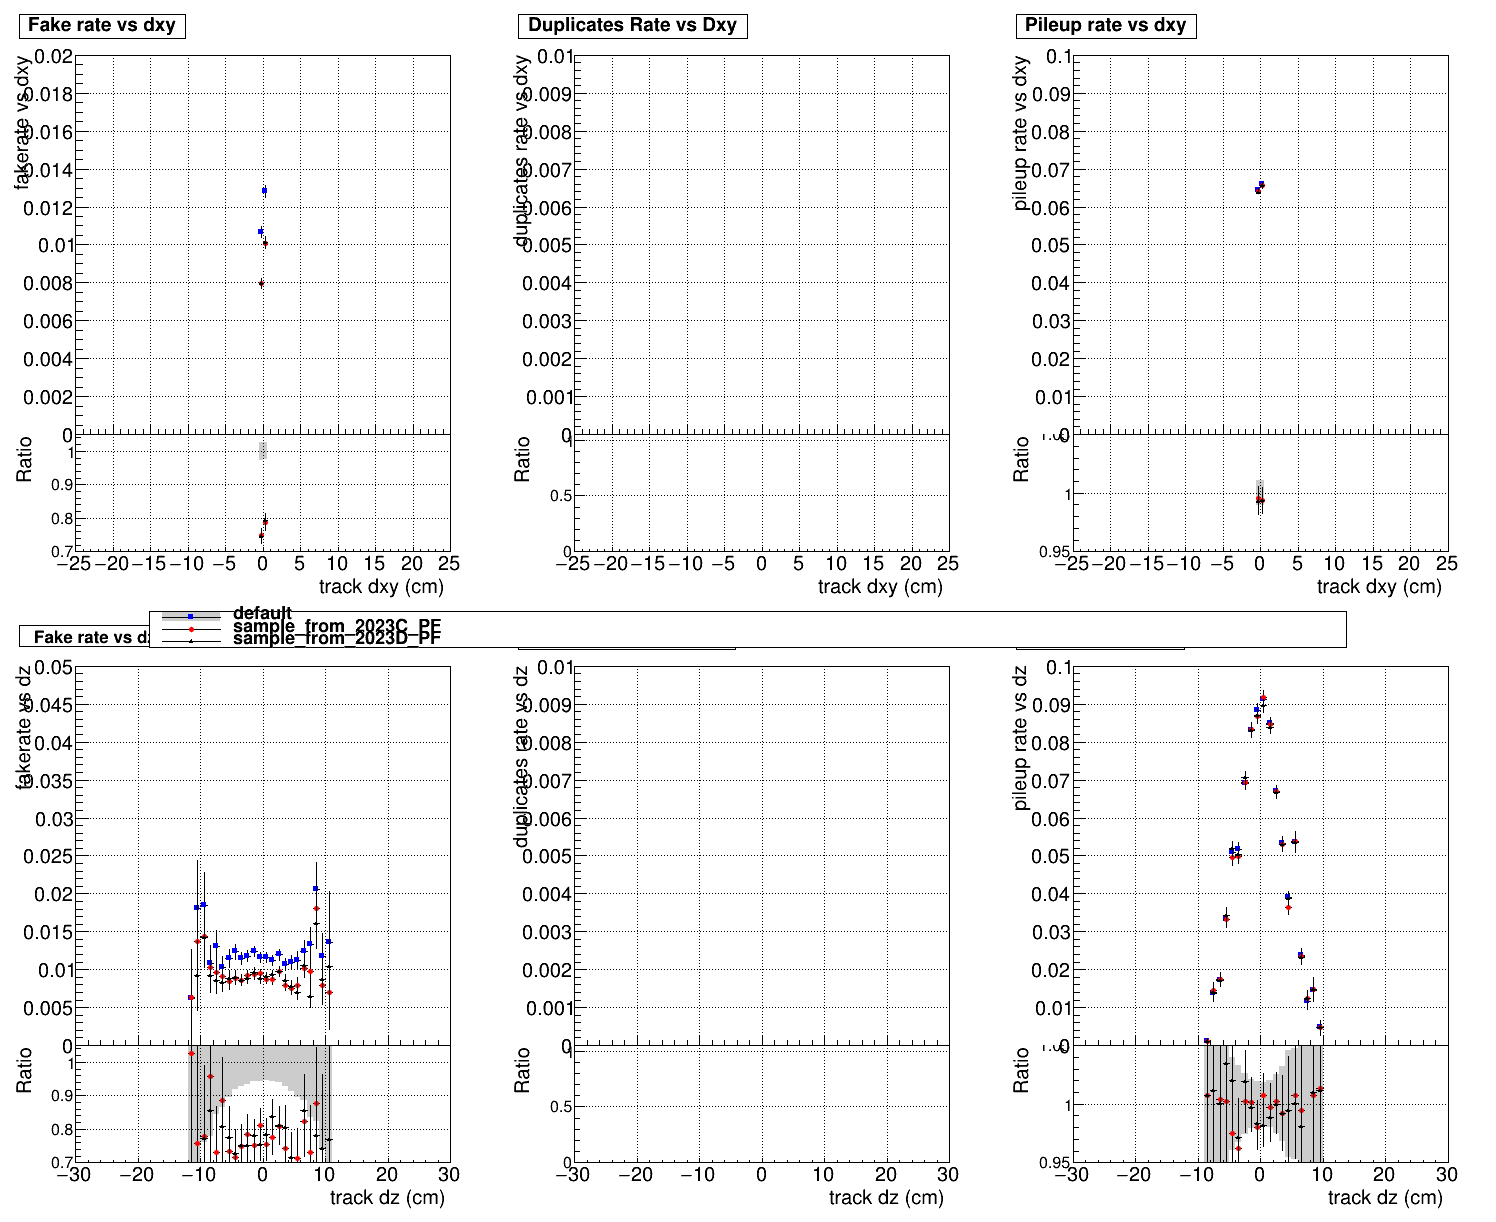 Fake rate vs dxy
Duplicates Rate vs Dxy
Pileup rate vs dxy
fakerate vs dxy
0.02
0.018
0.016
0.014
0.012
0.01
0.008
0.006
0.004
0.002
0
Ratio
1
0.9
0.8
0.7
−25 −20 −15 −10 −5 0 5 10 15 20 25
track dxy (cm)
duplicates rate vs dxy
0.01
0.009
0.008
0.007
0.006
0.005
0.004
0.003
0.002
0.001
0
Ratio
1
0.5
0
−25 −20 −15 −10 −5 0 5 10 15 20 25
track dxy (cm)
pileup rate vs dxy
0.1
0.09
0.08
0.07
0.06
0.05
0.04
0.03
0.02
0.01
0
Ratio
1
0.95
−25 −20 −15 −10 −5 0 5 10 15 20 25
track dxy (cm)
default
sample_from_2023C_PF
sample_from_2023D_PF
Fake rate vs dz
fakerate vs dz
0.05
0.045
0.04
0.035
0.03
0.025
0.02
0.015
0.01
0.005
0
Ratio
1
0.9
0.8
0.7
−30 −20 −10 0 10 20 30
track dz (cm)
duplicates rate vs dz
0.01
0.009
0.008
0.007
0.006
0.005
0.004
0.003
0.002
0.001
0
Ratio
1
0.5
0
−30 −20 −10 0 10 20 30
track dz (cm)
pileup rate vs dz
0.1
0.09
0.08
0.07
0.06
0.05
0.04
0.03
0.02
0.01
0
Ratio
1
0.95
−30 −20 −10 0 10 20 30
track dz (cm)